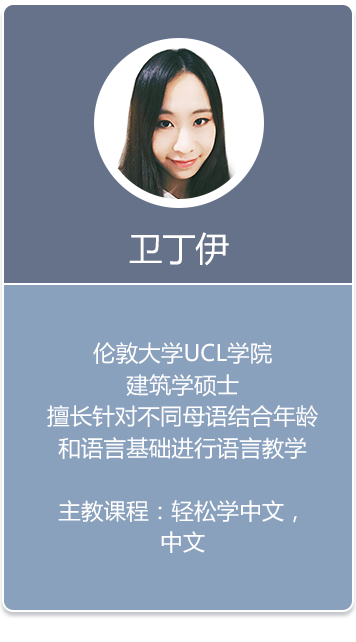 卫丁伊
伦敦大学UCL学院
建筑学硕士
擅长针对不同母语结合年龄
和语言基础进行语言教学
主教课程：轻松学中文，
中文